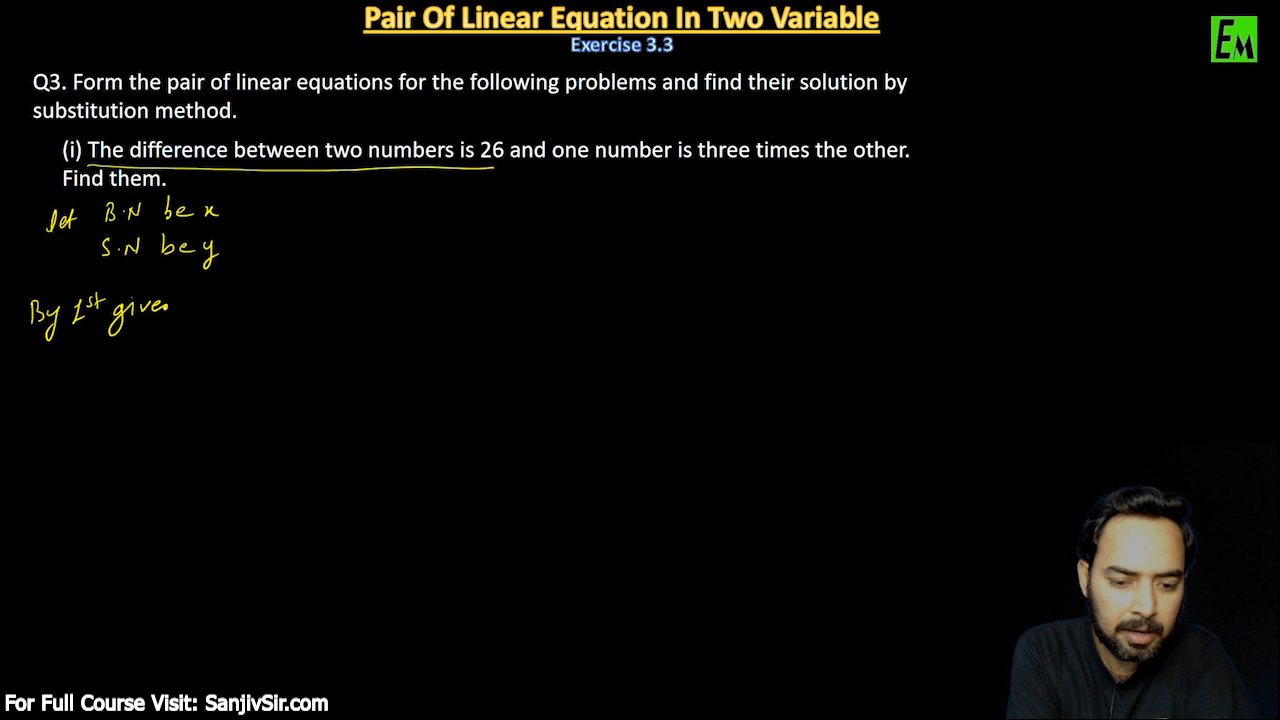 Pair Of Linear Equation In Two Variable
Exercise 3.3
EM
Q3. Form the pair of linear equations for the following problems and find their solution by
substitution method.
(i) The difference between two numbers is 26 and one number is three times the other.
Find them.
let B.N be x
S.N be y
By 1st give
For Full Course Visit: SanjivSir.com